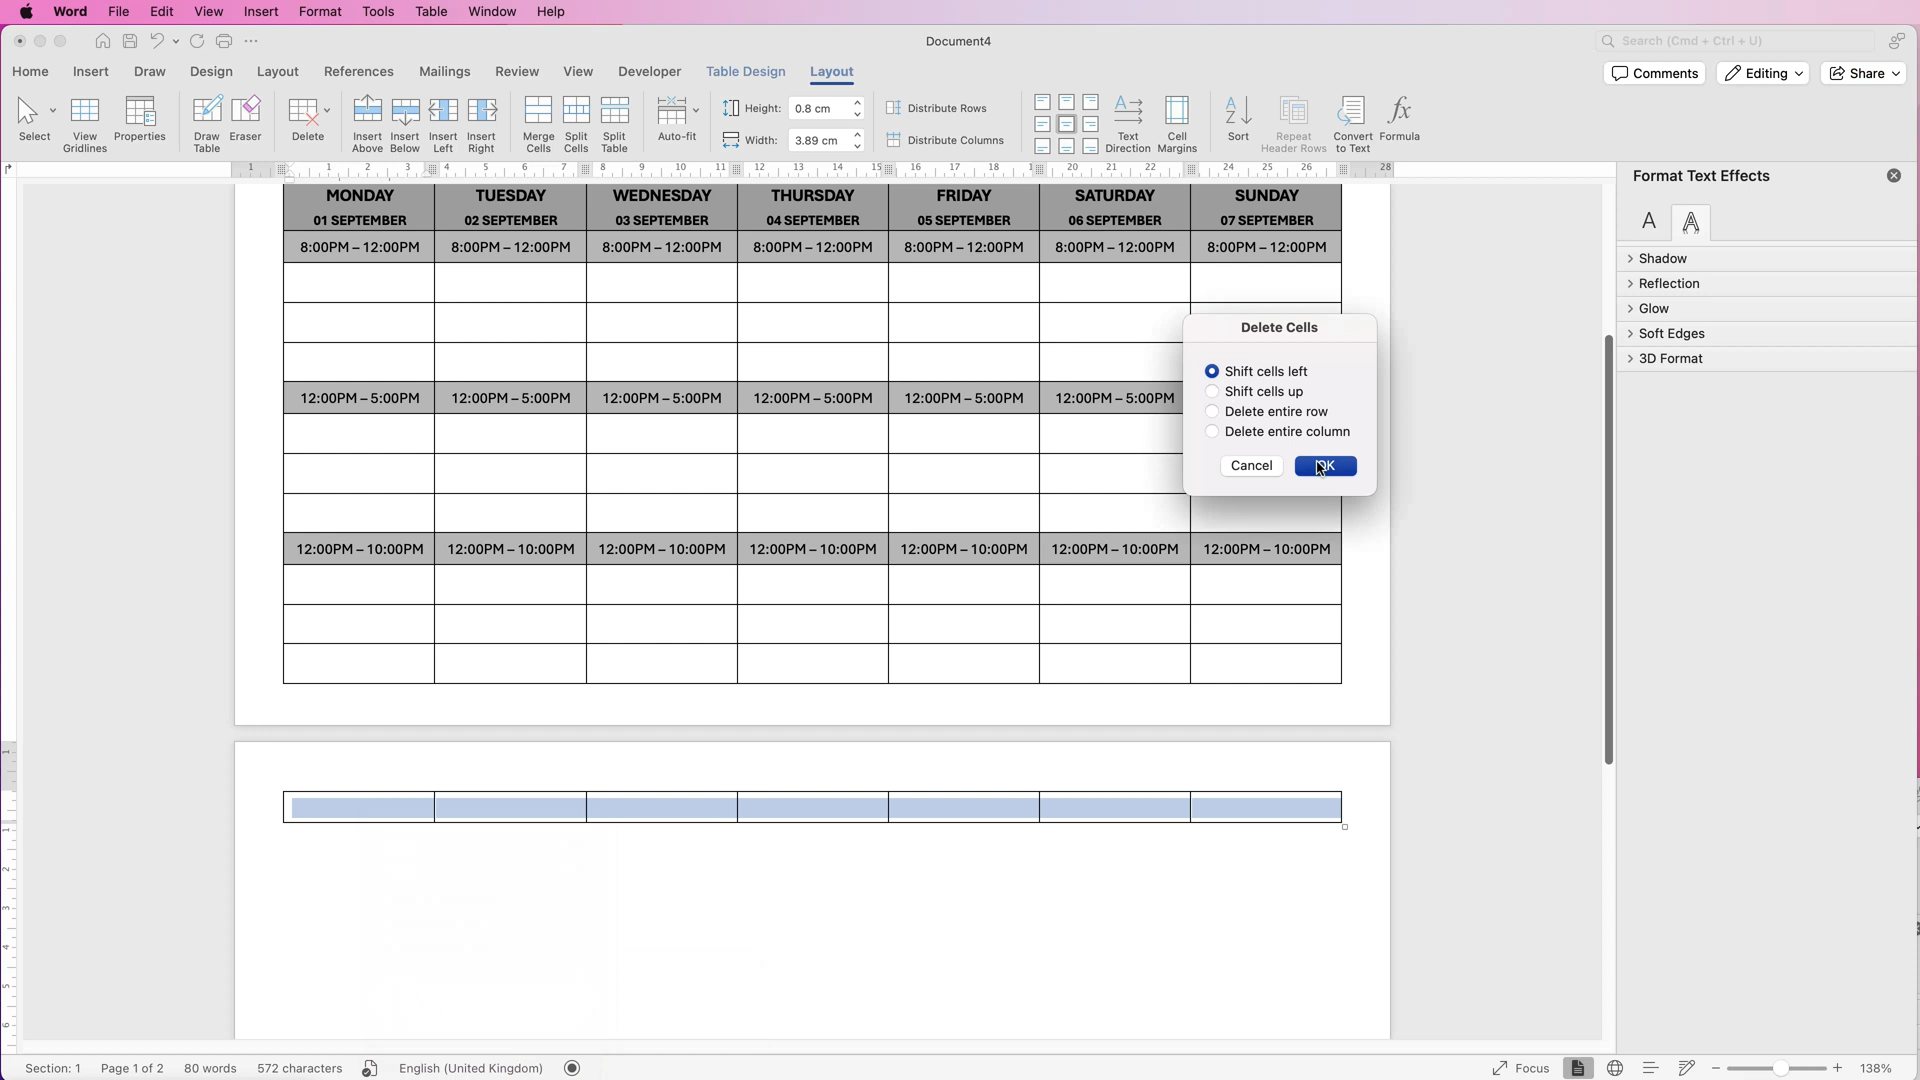 Word File Edit View Insert Format Tools Table Window Help
Document4
Search (Cmd + Ctrl + U)
Home Insert Draw Design Layout References Mailings Review View Developer Table Design Layout
Comments Editing Share
Select
View Gridlines
Properties
Draw Table
Eraser
Delete
Insert Above
Insert Below
Insert Left
Insert Right
Merge Cells
Split Cells
Split Table
Auto-fit
Height: 0.8 cm
Width: 3.89 cm
Distribute Rows
Distribute Columns
Text Direction
Cell Margins
Sort
Repeat Header Rows
Convert to Text
Formula
MONDAY TUESDAY WEDNESDAY THURSDAY FRIDAY SATURDAY SUNDAY
01 SEPTEMBER 02 SEPTEMBER 03 SEPTEMBER 04 SEPTEMBER 05 SEPTEMBER 06 SEPTEMBER 07 SEPTEMBER
8:00PM – 12:00PM 8:00PM – 12:00PM 8:00PM – 12:00PM 8:00PM – 12:00PM 8:00PM – 12:00PM 8:00PM – 12:00PM 8:00PM – 12:00PM
12:00PM – 5:00PM 12:00PM – 5:00PM 12:00PM – 5:00PM 12:00PM – 5:00PM 12:00PM – 5:00PM 12:00PM – 5:00PM
12:00PM – 10:00PM 12:00PM – 10:00PM 12:00PM – 10:00PM 12:00PM – 10:00PM 12:00PM – 10:00PM 12:00PM – 10:00PM 12:00PM – 10:00PM
Delete Cells
Shift cells left
Shift cells up
Delete entire row
Delete entire column
Cancel OK
Format Text Effects
Shadow
Reflection
Glow
Soft Edges
3D Format
Section: 1 Page 1 of 2 80 words 572 characters English (United Kingdom) Focus 138%